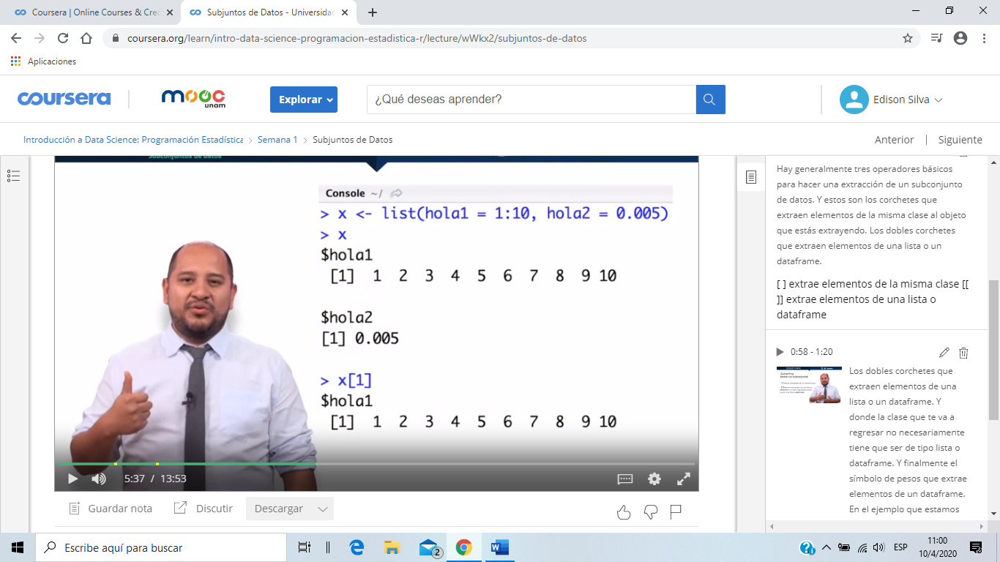 Coursera | Online Courses & Cred
Subjuntos de Datos - Universidad
coursera.org/learn/intro-data-science-programacion-estadistica-r/lecture/wWkx2/subjuntos-de-datos
Aplicaciones
coursera
mooc
unam
Explorar
¿Qué deseas aprender?
Edison Silva
Introducción a Data Science: Programación Estadística
Semana 1
Subjuntos de Datos
Anterior | Siguiente
Subconjuntos de datos
Console ~/
> x <- list(hola1 = 1:10, hola2 = 0.005)
> x
$hola1
[1] 1 2 3 4 5 6 7 8 9 10
$hola2
[1] 0.005
> x[1]
$hola1
[1] 1 2 3 4 5 6 7 8 9 10
5:37 / 13:53
Guardar nota
Discutir
Descargar
Hay generalmente tres operadores básicos
para hacer una extracción de un subconjunto
de datos. Y estos son los corchetes que
extraen elementos de la misma clase al objeto
que estás extrayendo. Los dobles corchetes
que extraen elementos de una lista o un
dataframe.
[ ] extrae elementos de la misma clase [[
]] extrae elementos de una lista o
dataframe
0:58 - 1:20
Los dobles corchetes que
extraen elementos de una
lista o un dataframe. Y
donde la clase que te va a
regresar no necesariamente
tiene que ser de tipo lista o
dataframe. Y finalmente el
símbolo de pesos que extrae
elementos de un dataframe.
En el ejemplo que estamos
Escribe aquí para buscar
2
ESP
11:00
10/4/2020